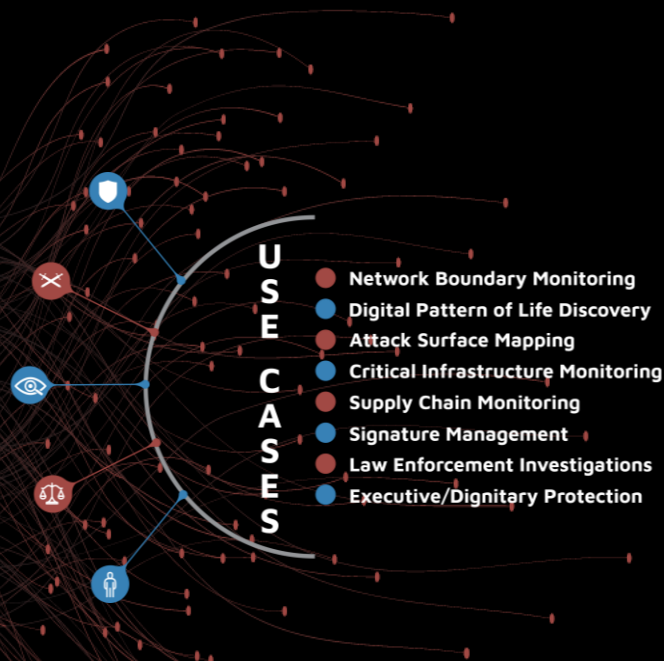 USE CASES
Network Boundary Monitoring
Digital Pattern of Life Discovery
Attack Surface Mapping
Critical Infrastructure Monitoring
Supply Chain Monitoring
Signature Management
Law Enforcement Investigations
Executive/Dignitary Protection